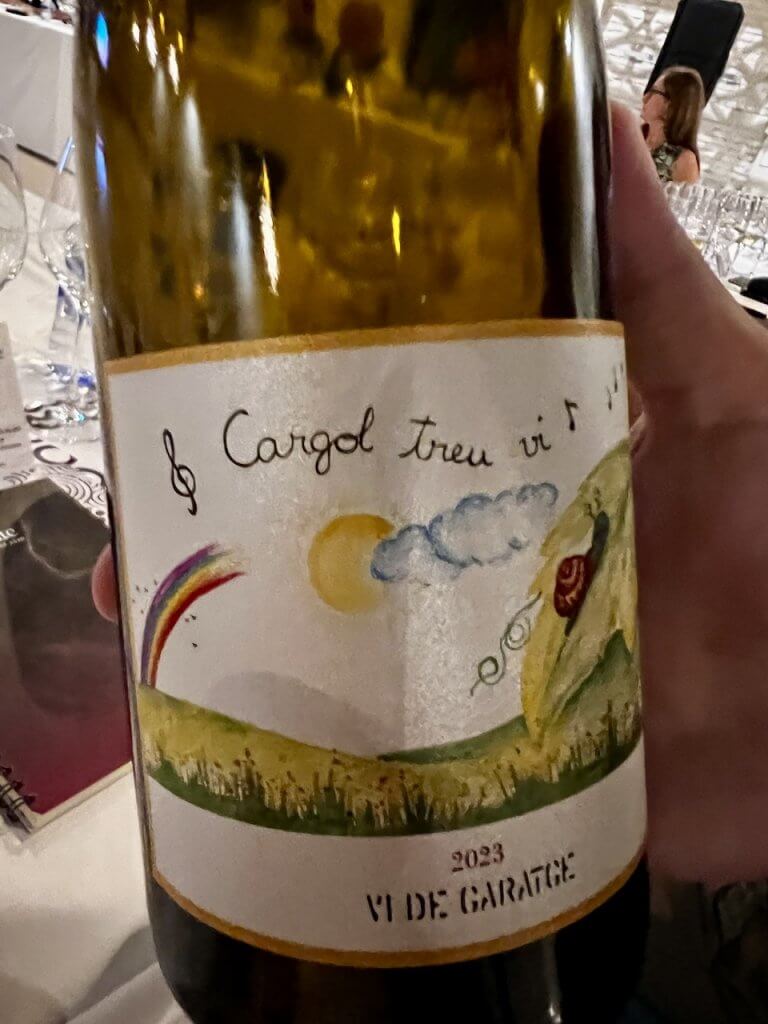 Cargol treu vi
2023
VI DE GARATGE